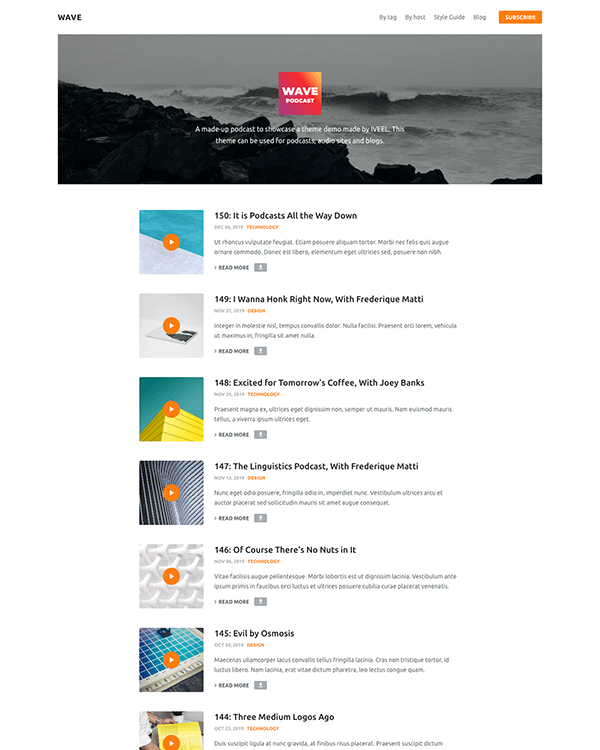 WAVE
By tag By host Style Guide Blog SUBSCRIBE
WAVE
PODCAST
A made-up podcast to showcase a theme demo made by IVEEL. This
theme can be used for podcasts, audio sites and blogs.
150: It is Podcasts All the Way Down
DEC 04, 2019 TECHNOLOGY
Ut rhoncus vulputate feugiat. Etiam posuere aliquam tortor. Morbi nec felis quis augue
ornare commodo. Donec est libero, elementum eget ultricies sed, posuere non nibh.
› READ MORE
149: I Wanna Honk Right Now, With Frederique Matti
NOV 27, 2019 DESIGN
Integer in molestie nisl, tempus convallis dolor. Nulla facilisi. Praesent orci lorem, vehicula
ut maximus in, fringilla sit amet nulla.
› READ MORE
148: Excited for Tomorrow's Coffee, With Joey Banks
NOV 20, 2019 TECHNOLOGY
Praesent magna ex, ultrices eget dignissim non, semper ut mauris. Nam euismod mauris
tellus, a viverra ipsum ultrices eget.
› READ MORE
147: The Linguistics Podcast, With Frederique Matti
NOV 13, 2019 DESIGN
Nunc eget odio posuere, fringilla odio in, imperdiet nunc. Vestibulum ultrices arcu et
auctor placerat sed sollicitudin mauris sit amet augue consequat.
› READ MORE
146: Of Course There's No Nuts in It
NOV 06, 2019 TECHNOLOGY
Vitae facilisis augue pellentesque. Morbi lobortis est ut dignissim lacinia. Vestibulum ante
ipsum primis in faucibus orci luctus et ultrices posuere cubilia curae placerat venenatis.
› READ MORE
145: Evil by Osmosis
OCT 30, 2019 DESIGN
Maecenas ullamcorper lacus convallis tellus fringilla lacinia. Cras non tristique tortor, id
luctus libero. Nam lacinia, erat vitae dictum pharetra, leo lectus congue quam.
› READ MORE
144: Three Medium Logos Ago
OCT 23, 2019 TECHNOLOGY
Duis suscipit ligula at nunc gravida, at finibus risus placerat. Praesent suscipit dictum